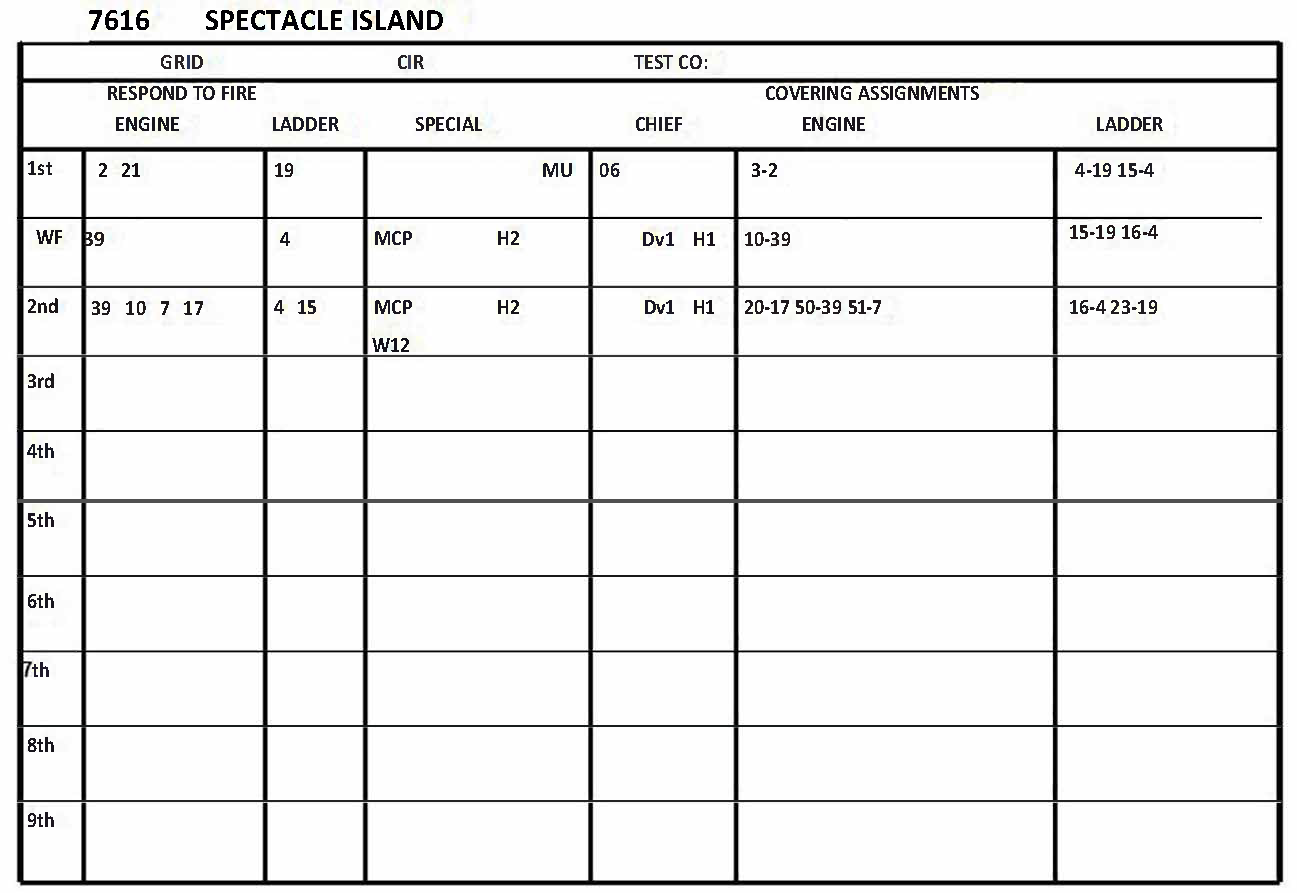 7616 SPECTACLE ISLAND
GRID CIR TEST CO:
RESPOND TO FIRE COVERING ASSIGNMENTS
ENGINE LADDER SPECIAL CHIEF ENGINE LADDER
1st 2 21 19 MU 06 3-2 4-19 15-4
WF 39 4 MCP H2 Dv1 H1 10-39 15-19 16-4
2nd 39 10 7 17 4 15 MCP H2 Dv1 H1 20-17 50-39 51-7 16-4 23-19
W12
3rd
4th
5th
6th
7th
8th
9th